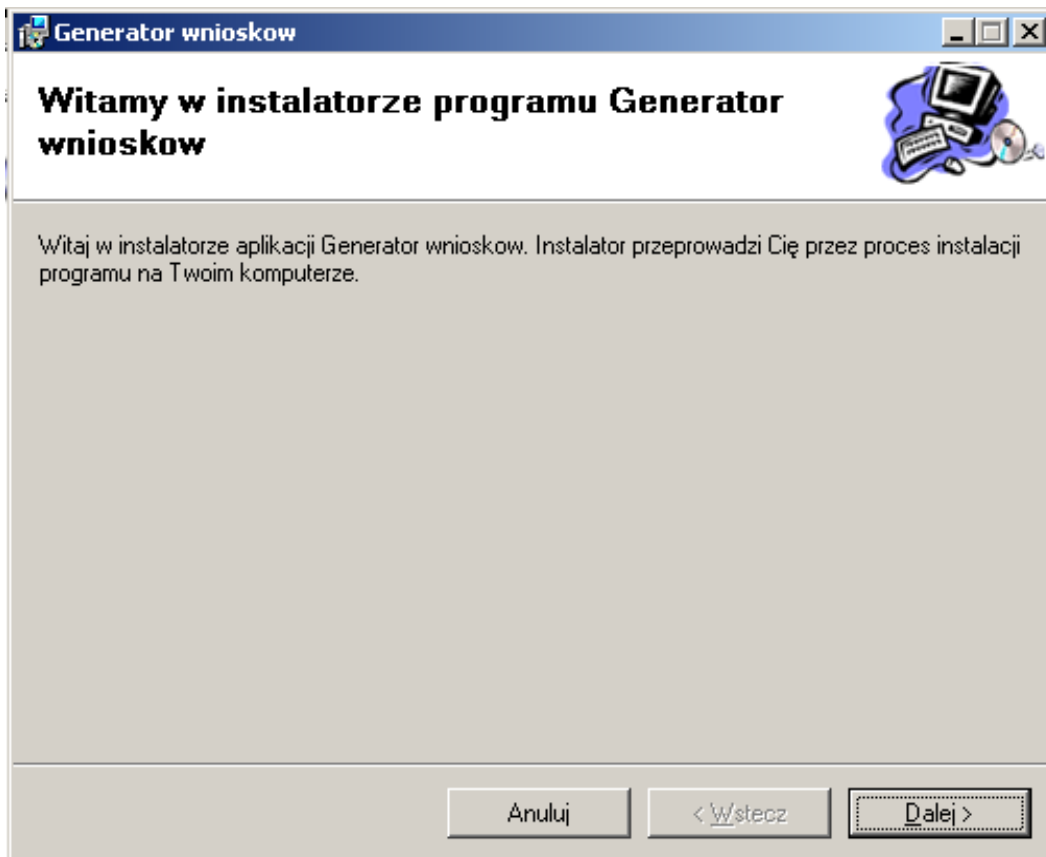 Generator wnioskow
Witamy w instalatorze programu Generator
wnioskow
Witaj w instalatorze aplikacji Generator wnioskow. Instalator przeprowadzi Cię przez proces instalacji
programu na Twoim komputerze.
Anuluj
< Wstecz
Dalej >